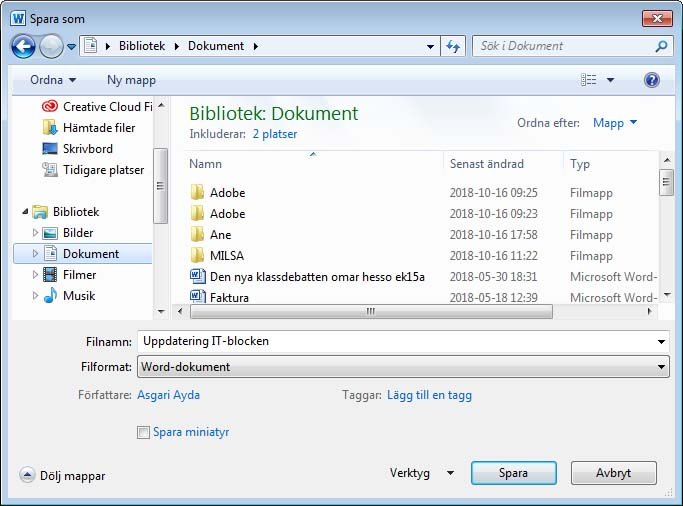 Spara som
Bibliotek Dokument
Sök i Dokument
Ordna Ny mapp
Creative Cloud Fi
Hämtade filer
Skrivbord
Tidigare platser
Bibliotek
Bilder
Dokument
Filmer
Musik
Bibliotek: Dokument
Inkluderar: 2 platser
Ordna efter: Mapp
Namn Senast ändrad Typ
Adobe 2018-10-16 09:25 Filmapp
Adobe 2018-10-16 09:23 Filmapp
Ane 2018-10-16 17:58 Filmapp
MILSA 2018-10-16 11:22 Filmapp
Den nya klassdebatten omar hesso ek15a 2018-05-30 18:31 Microsoft Word-
Faktura 2018-05-18 12:39 Microsoft Word-
Filnamn: Uppdatering IT-blocken
Filformat: Word-dokument
Författare: Asgari Ayda Taggar: Lägg till en tagg
Spara miniatyr
Dölj mappar Verktyg Spara Avbryt